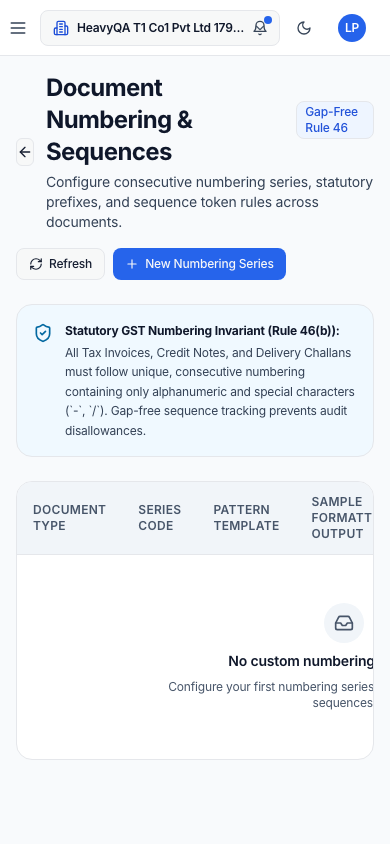 HeavyQA T1 Co1 Pvt Ltd 179...
LP
Document
Numbering &
Sequences
Gap-Free
Rule 46
Configure consecutive numbering series, statutory
prefixes, and sequence token rules across
documents.
Refresh
New Numbering Series
Statutory GST Numbering Invariant (Rule 46(b)):
All Tax Invoices, Credit Notes, and Delivery Challans
must follow unique, consecutive numbering
containing only alphanumeric and special characters
(`-`, `/`). Gap-free sequence tracking prevents audit
disallowances.
DOCUMENT
TYPE
SERIES
CODE
PATTERN
TEMPLATE
SAMPLE
FORMATT
OUTPUT
No custom numbering
Configure your first numbering series
sequences